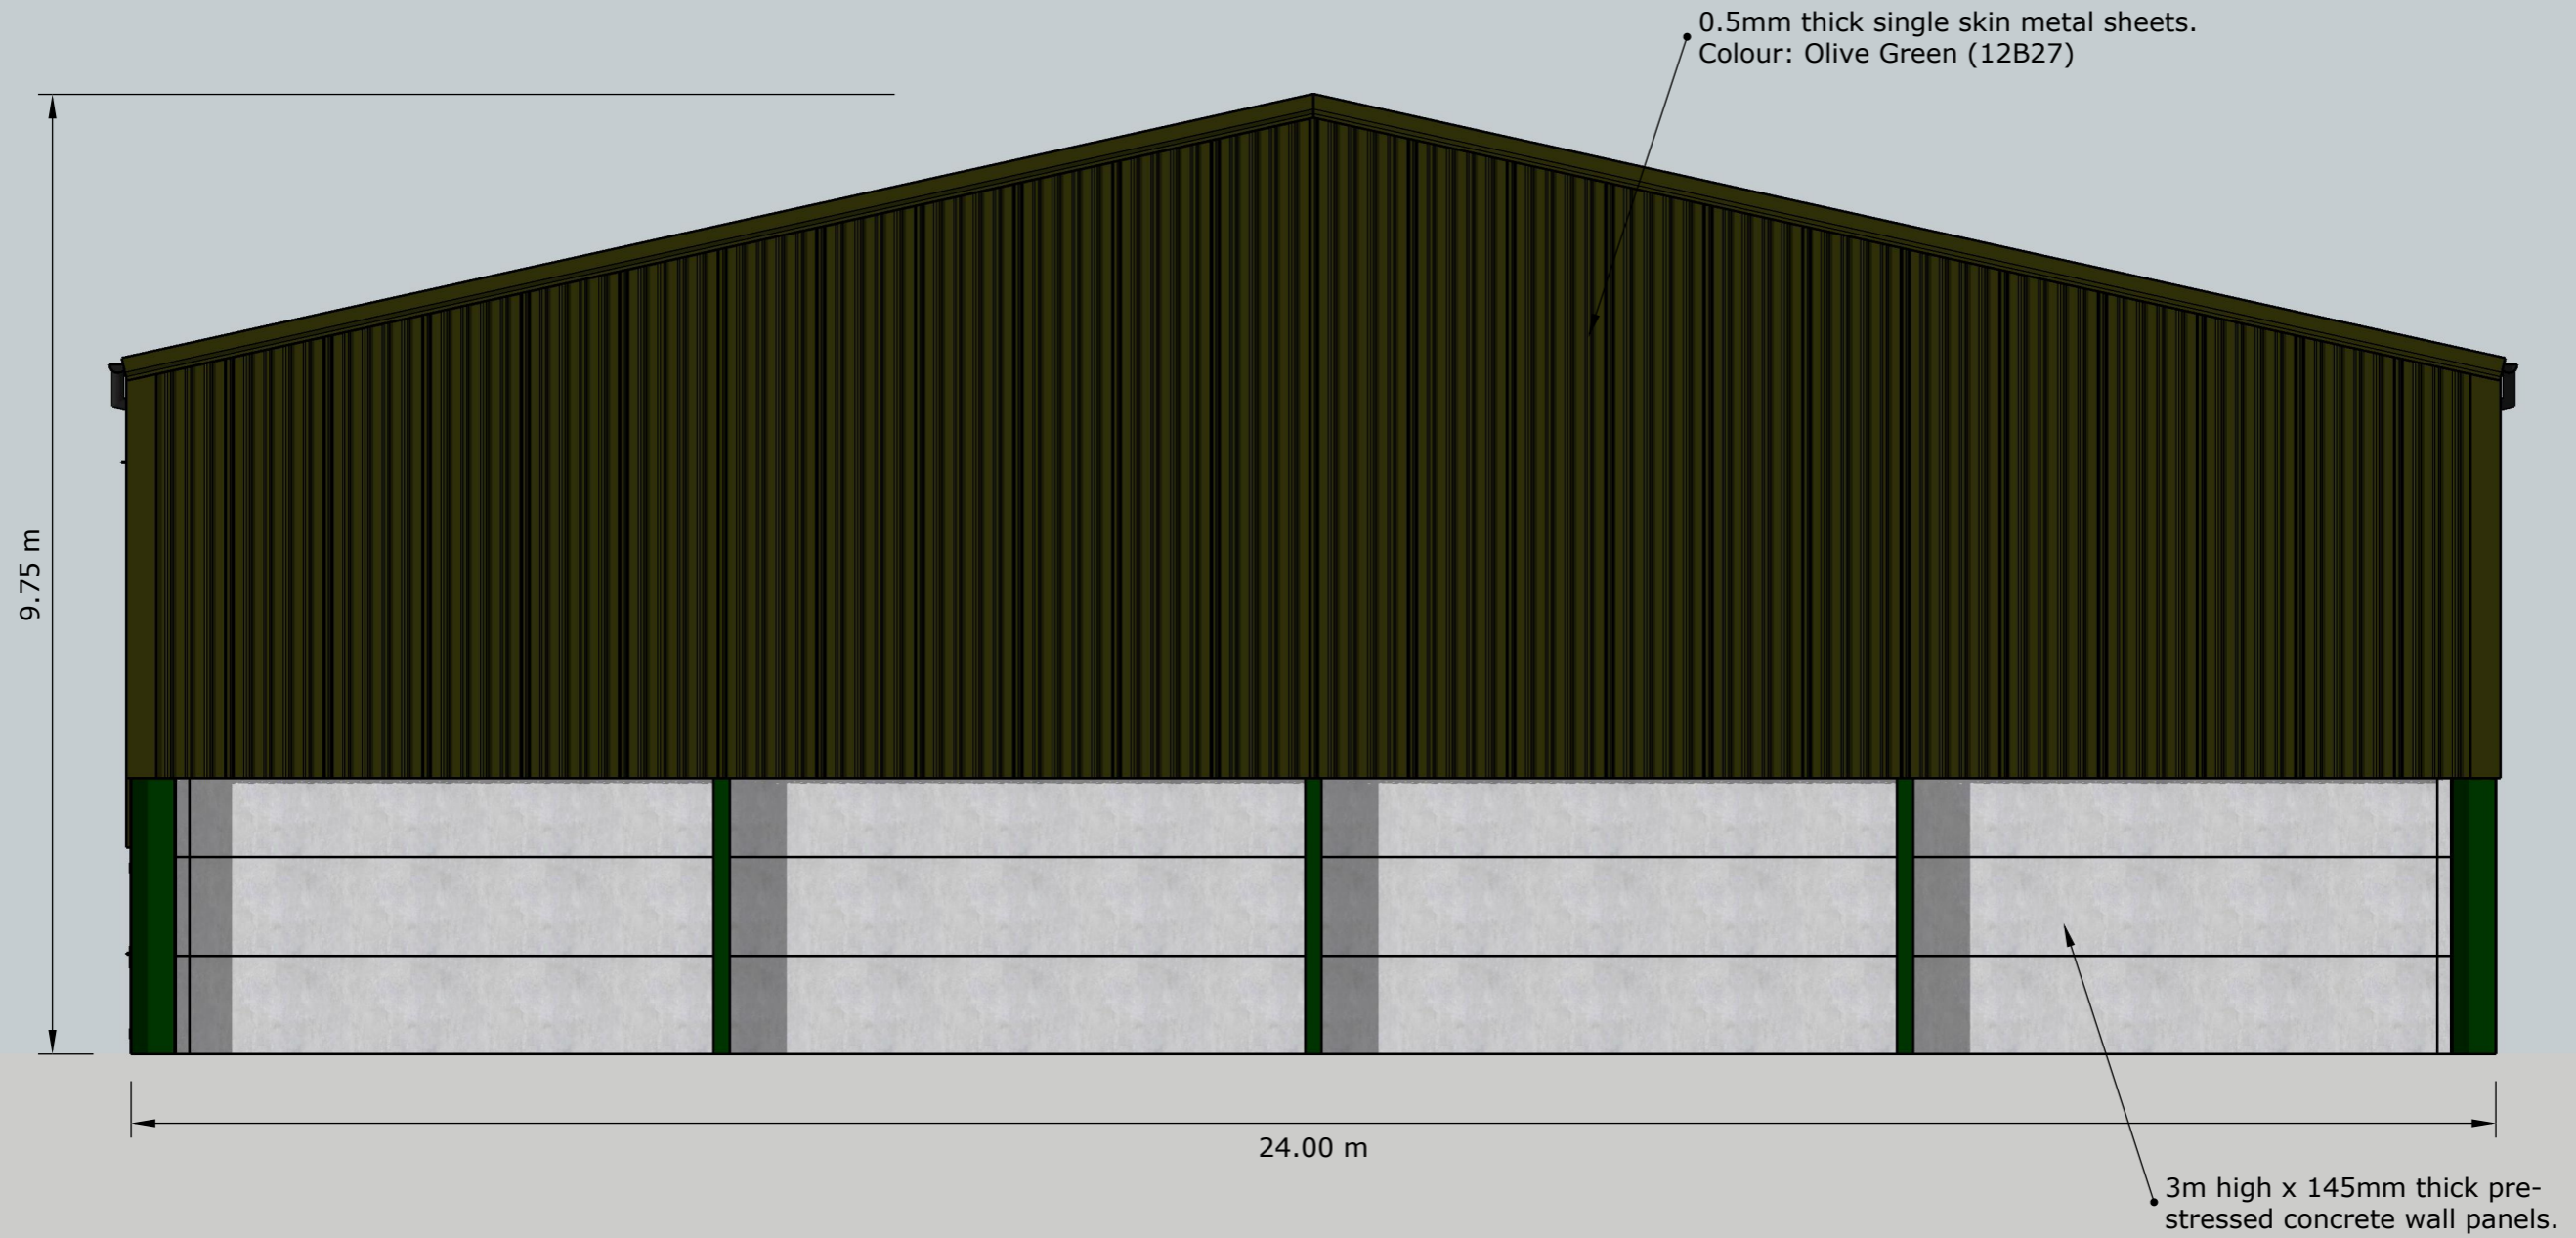 0.5mm thick single skin metal sheets.
Colour: Olive Green (12B27)
9.75 m
24.00 m
3m high x 145mm thick pre-
stressed concrete wall panels.